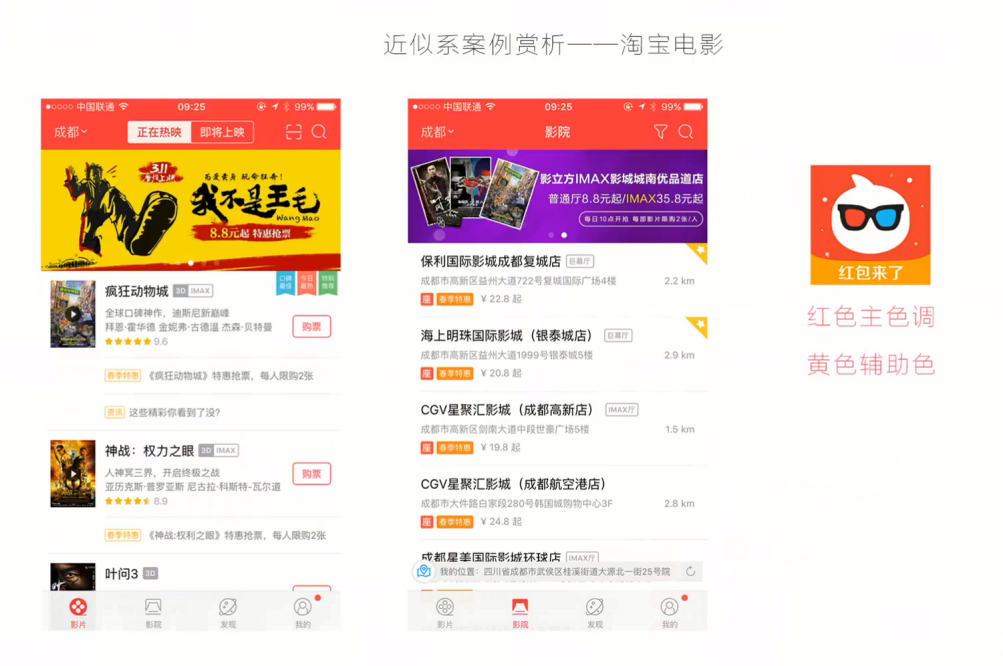 近似系案例赏析——淘宝电影
中国联通 09:25 99%
成都 正在热映 即将上映
3.11
为爱卖身 玩命狂奔!
我不是王毛
Wang Mao
8.8元起 特惠抢票
口碑最佳 今日最热 特别推荐
疯狂动物城 3D IMAX
全球口碑神作,迪斯尼新巅峰
拜恩·霍华德 金妮弗·古德温 杰森·贝特曼
购票
9.6
春季特惠 《疯狂动物城》特惠抢票,每人限购2张
资讯 这些精彩你看到了没?
神战:权力之眼 3D IMAX
人神冥三界,开启终极之战
亚历克斯·普罗亚斯 尼古拉·科斯特-瓦尔道
购票
8.9
春季特惠 《神战:权利之眼》特惠抢票,每人限购2张
叶问3 3D
影片 影院 发现 我的
中国联通 09:25 99%
成都 影院
影立方IMAX影城城南优品道店
普通厅8.8元起/IMAX35.8元起
每日10点开抢 每部影片限购2张/人
保利国际影城成都复城店 巨幕厅
成都市高新区益州大道722号复城国际广场4楼 2.2 km
座 春季特惠 ¥ 22.8 起
海上明珠国际影城(银泰城店) 巨幕厅
成都市高新区益州大道1999号银泰城5楼 2.9 km
座 春季特惠 ¥ 20.8 起
CGV星聚汇影城(成都高新店) IMAX厅
成都市高新区剑南大道中段世豪广场5楼 1.5 km
座 春季特惠 ¥ 19.8 起
CGV星聚汇影城(成都航空店)
成都市大件路白家段280号韩国城购物中心3F 2.8 km
座 春季特惠 ¥ 24.8 起
成都星美国际影城环球店 IMAX厅
我的位置:四川省成都市武侯区桂溪街道大源北一街25号院
影片 影院 发现 我的
红包来了
红色主色调
黄色辅助色